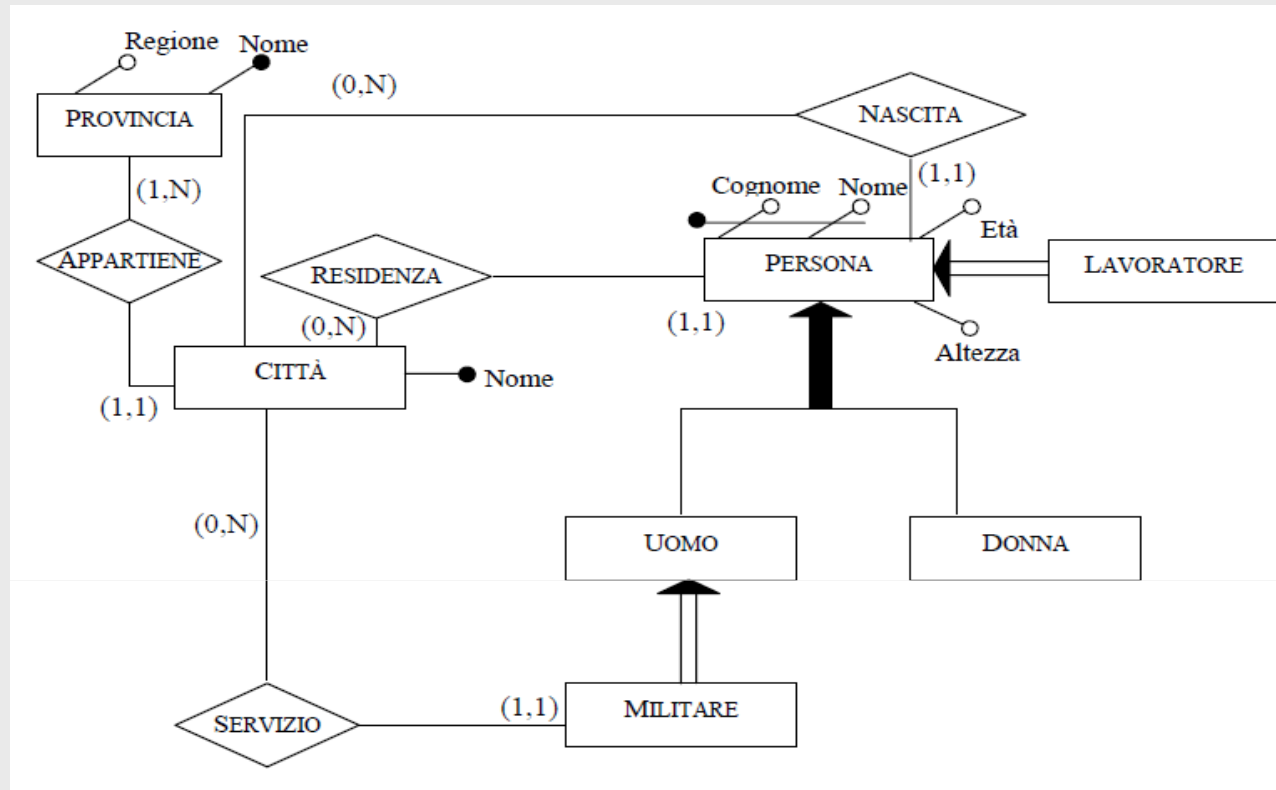 Regione Nome
(0,N)
PROVINCIA
NASCITA
(1,N)
(1,1)
Cognome Nome
Età
APPARTIENE
RESIDENZA
PERSONA
LAVORATORE
(0,N)
(1,1)
Altezza
CITTÀ
Nome
(1,1)
(0,N)
UOMO
DONNA
(1,1)
MILITARE
SERVIZIO